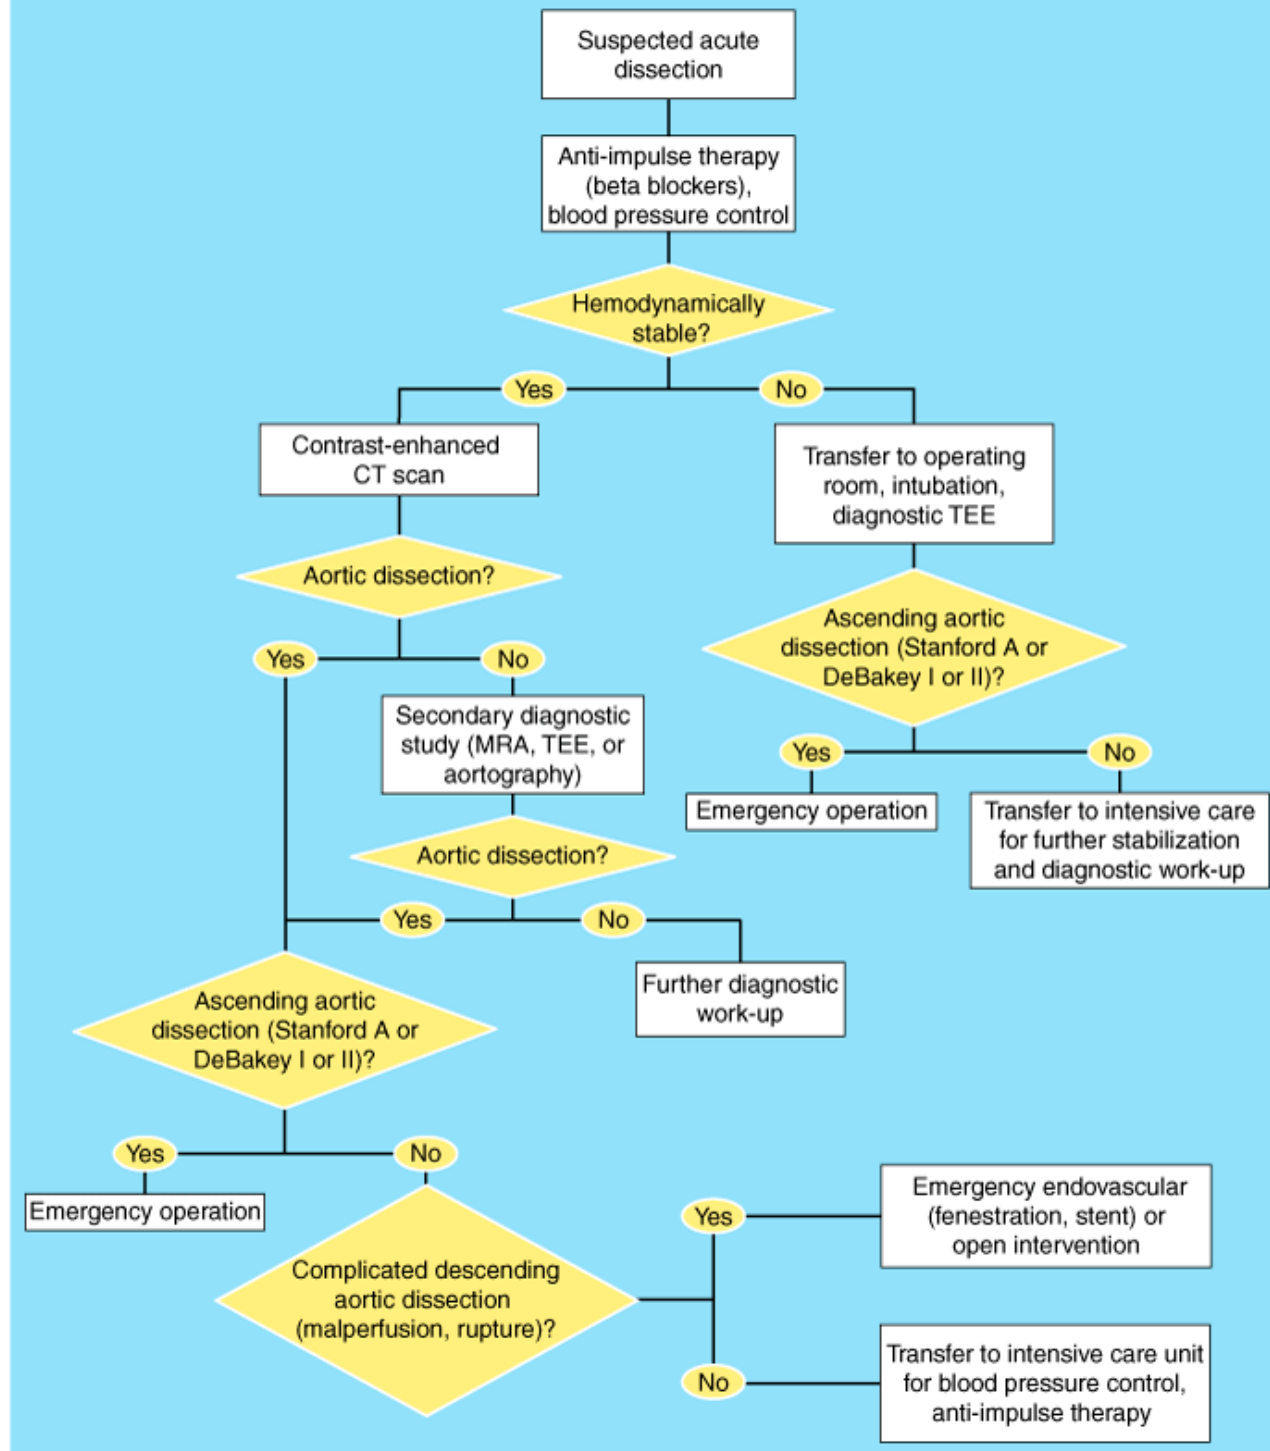 Suspected acute
dissection
Anti-impulse therapy
(beta blockers),
blood pressure control
Hemodynamically
stable?
Yes
No
Contrast-enhanced
CT scan
Transfer to operating
room, intubation,
diagnostic TEE
Aortic dissection?
Ascending aortic
dissection (Stanford A or
DeBakey I or II)?
Yes
No
Secondary diagnostic
study (MRA, TEE, or
aortography)
Yes
No
Emergency operation
Transfer to intensive care
for further stabilization
and diagnostic work-up
Aortic dissection?
Yes
No
Further diagnostic
work-up
Ascending aortic
dissection (Stanford A or
DeBakey I or II)?
Yes
No
Emergency operation
Complicated descending
aortic dissection
(malperfusion, rupture)?
Yes
Emergency endovascular
(fenestration, stent) or
open intervention
No
Transfer to intensive care unit
for blood pressure control,
anti-impulse therapy